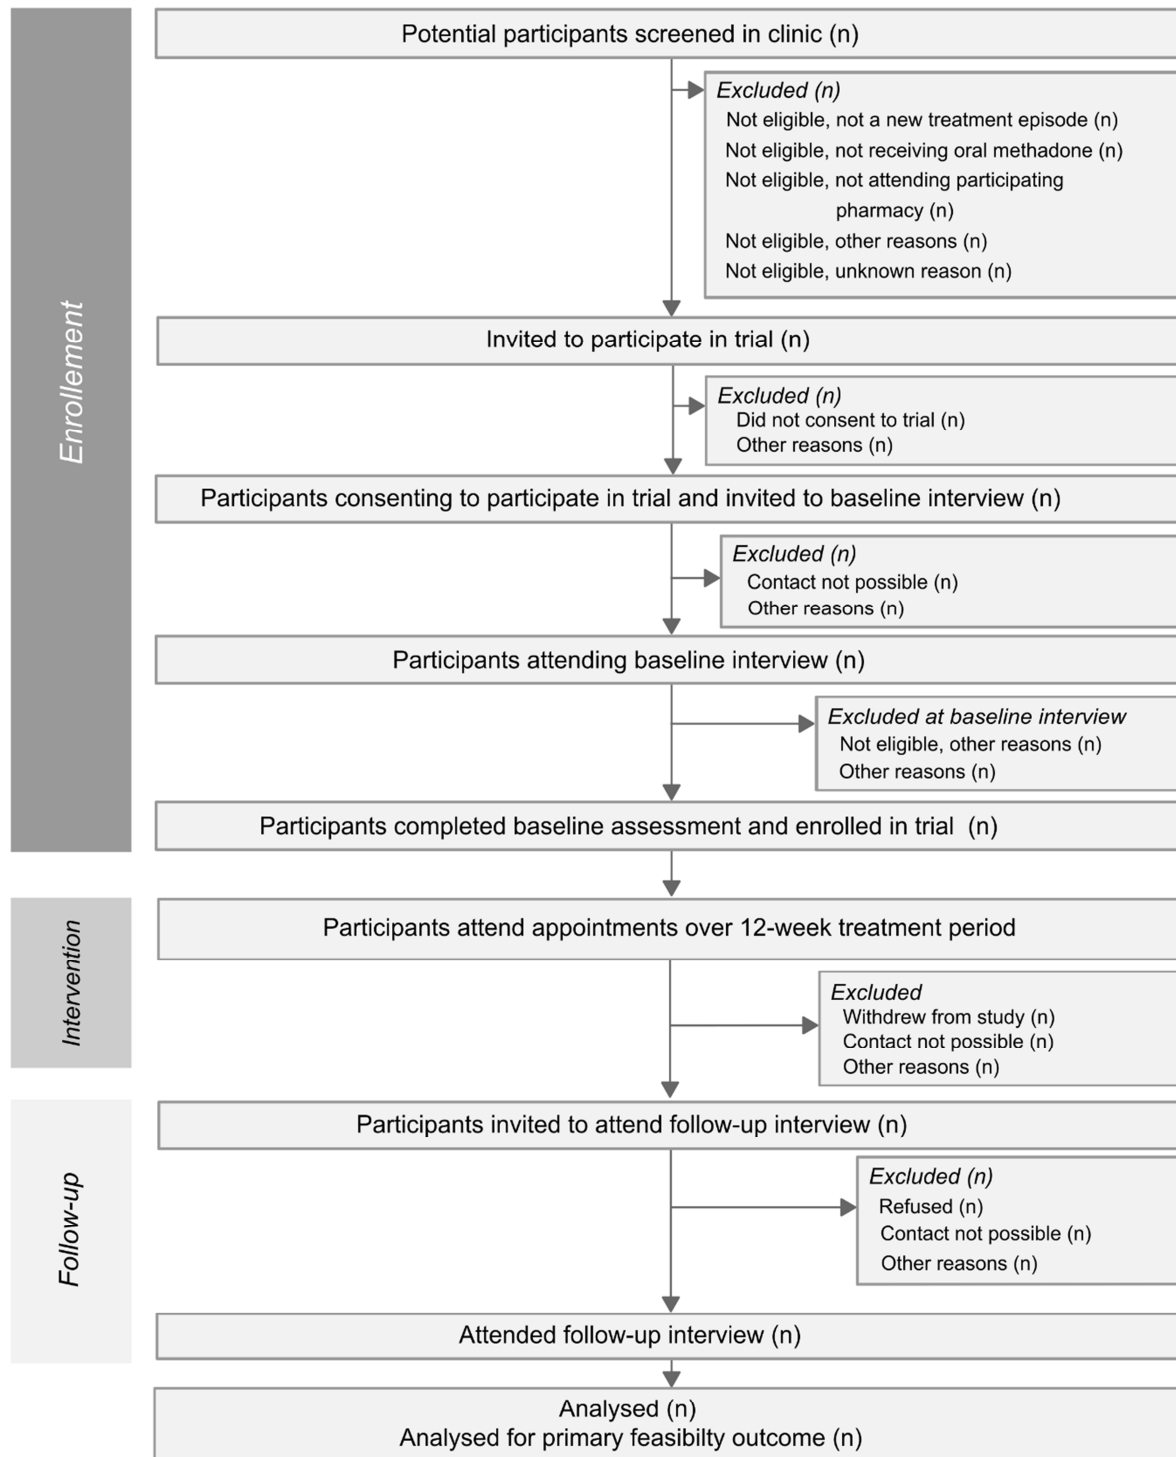 Enrollement
Potential participants screened in clinic (n)
Excluded (n)
Not eligible, not a new treatment episode (n)
Not eligible, not receiving oral methadone (n)
Not eligible, not attending participating
pharmacy (n)
Not eligible, other reasons (n)
Not eligible, unknown reason (n)
Invited to participate in trial (n)
Excluded (n)
Did not consent to trial (n)
Other reasons (n)
Participants consenting to participate in trial and invited to baseline interview (n)
Excluded (n)
Contact not possible (n)
Other reasons (n)
Participants attending baseline interview (n)
Excluded at baseline interview
Not eligible, other reasons (n)
Other reasons (n)
Participants completed baseline assessment and enrolled in trial (n)
Intervention
Participants attend appointments over 12-week treatment period
Excluded
Withdrew from study (n)
Contact not possible (n)
Other reasons (n)
Follow-up
Participants invited to attend follow-up interview (n)
Excluded (n)
Refused (n)
Contact not possible (n)
Other reasons (n)
Attended follow-up interview (n)
Analysed (n)
Analysed for primary feasibilty outcome (n)